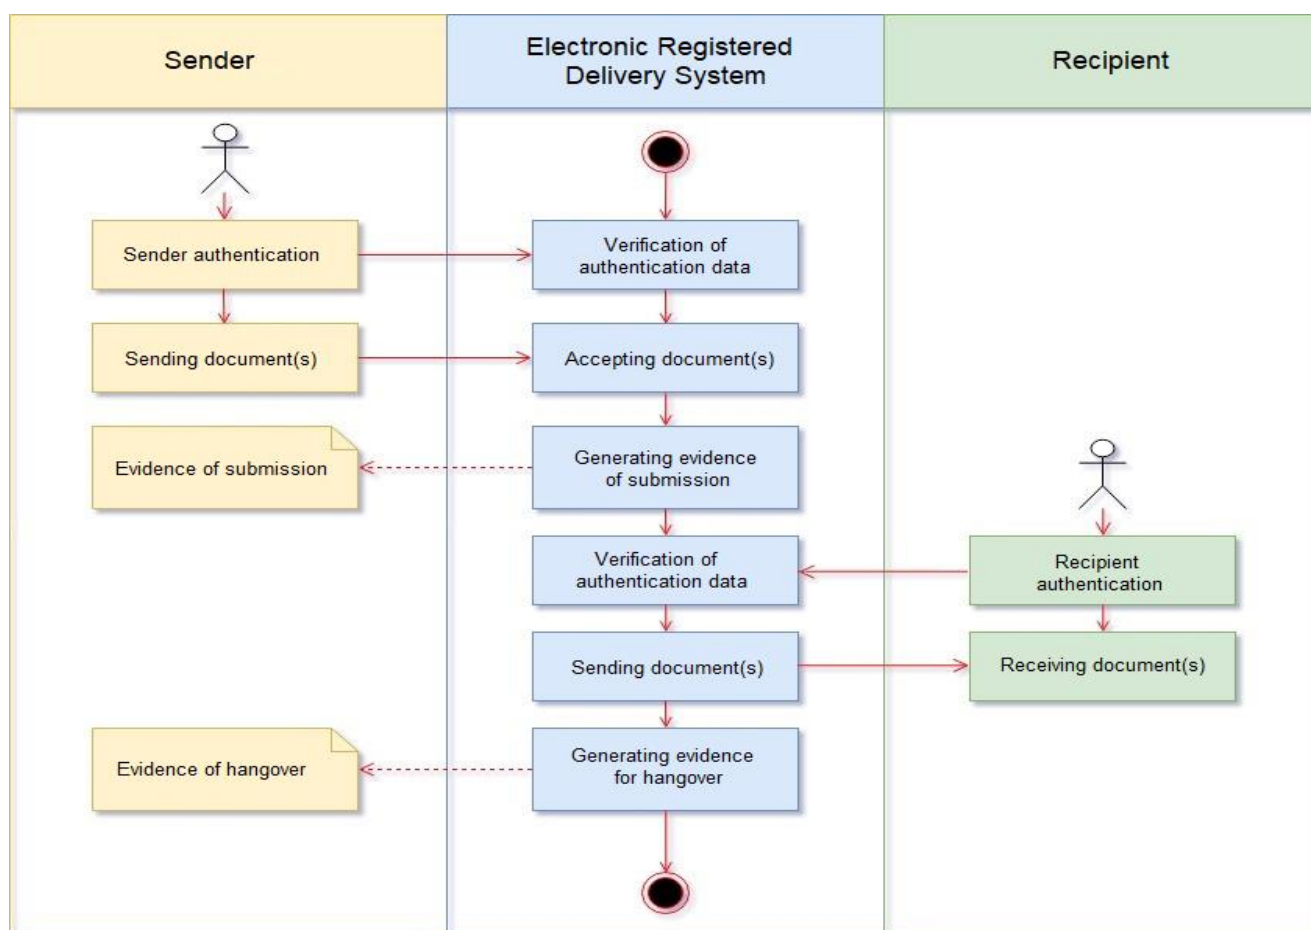 Sender
Electronic Registered
Delivery System
Recipient
Sender authentication
Verification of
authentication data
Sending document(s)
Accepting document(s)
Evidence of submission
Generating evidence
of submission
Verification of
authentication data
Recipient
authentication
Sending document(s)
Receiving document(s)
Evidence of hangover
Generating evidence
for hangover